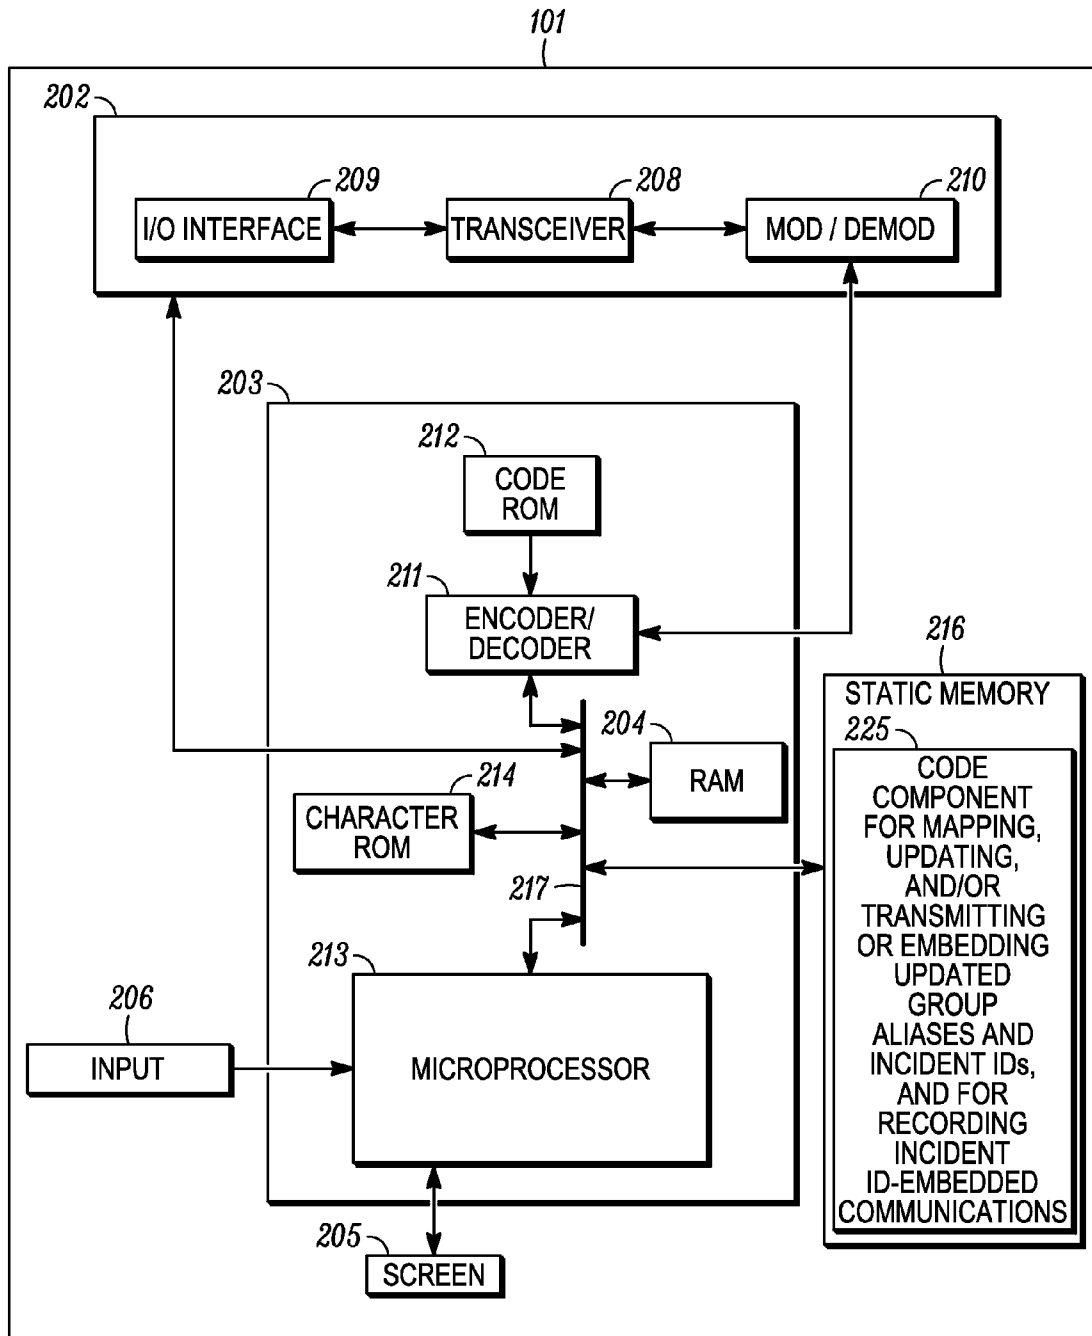 101
202
209
208
210
I/O INTERFACE
TRANSCEIVER
MOD / DEMOD
203
212
CODE
ROM
211
ENCODER/
DECODER
216
STATIC MEMORY
204
225
RAM
214
CHARACTER
ROM
CODE
COMPONENT
FOR MAPPING,
UPDATING,
AND/OR
TRANSMITTING
OR EMBEDDING
UPDATED
GROUP
ALIASES AND
INCIDENT IDs,
AND FOR
RECORDING
INCIDENT
ID-EMBEDDED
COMMUNICATIONS
217
213
206
INPUT
MICROPROCESSOR
205
SCREEN